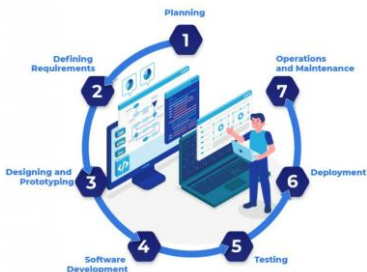 Planning
1
Defining
Requirements
2
Designing and
Prototyping
3
Software
Development
4
5
Testing
6
Deployment
7
Operations
and Maintenance